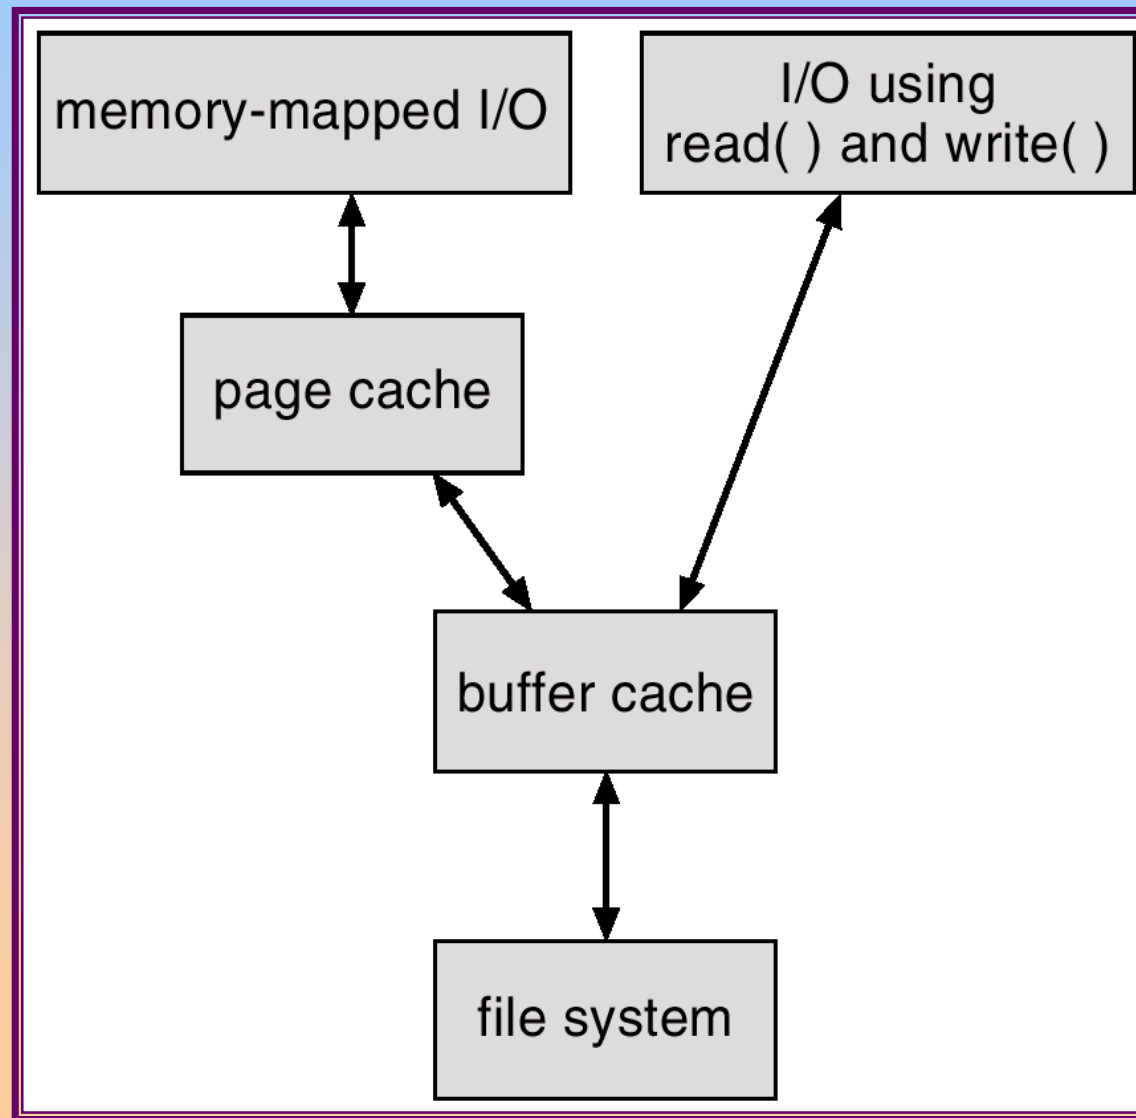 memory-mapped I/O
I/O using
read( ) and write( )
page cache
buffer cache
file system